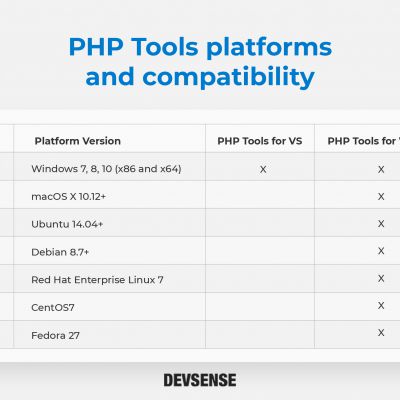 PHP Tools platforms
and compatibility
Platform Version PHP Tools for VS PHP Tools for
Windows 7, 8, 10 (x86 and x64) X X
macOS X 10.12+ X
Ubuntu 14.04+ X
Debian 8.7+ X
Red Hat Enterprise Linux 7 X
CentOS7 X
Fedora 27 X
DEVSENSE